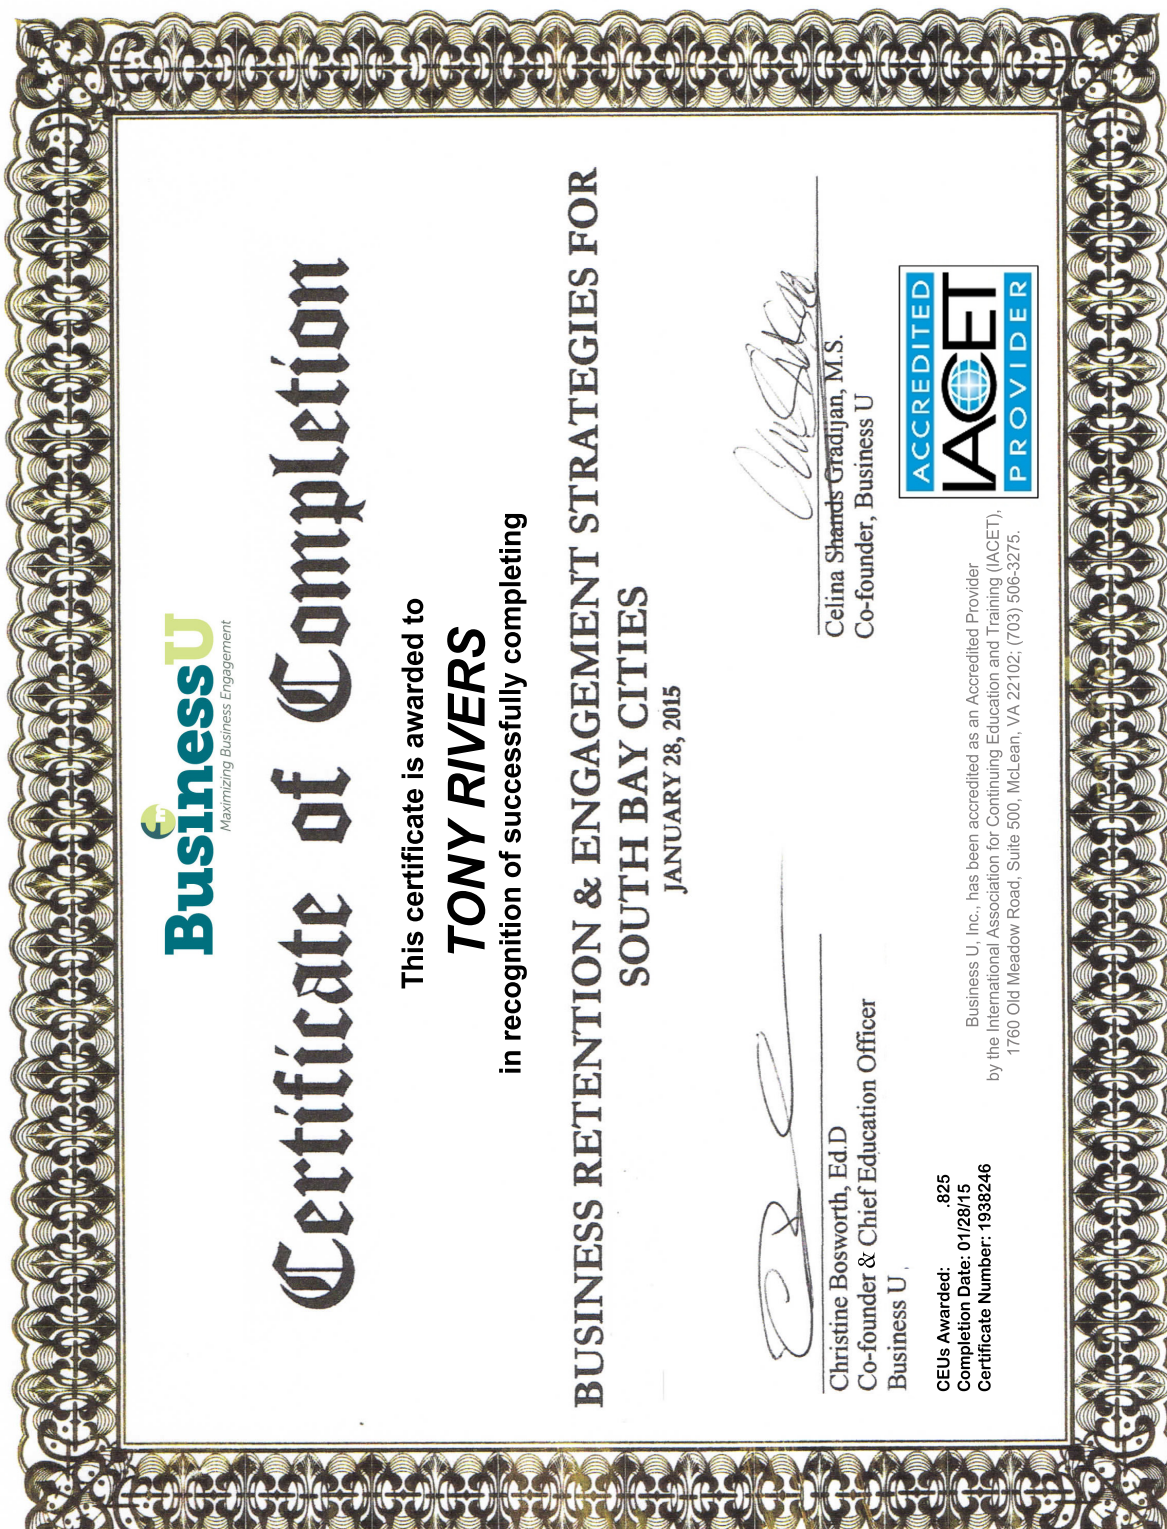 BusinessU
Maximizing Business Engagement
Certificate of Completion
This certificate is awarded to
TONY RIVERS
in recognition of successfully completing
BUSINESS RETENTION & ENGAGEMENT STRATEGIES FOR
SOUTH BAY CITIES
JANUARY 28, 2015
Christine Bosworth, Ed.D
Co-founder & Chief Education Officer
Business U
Celina Shands Gradijan, M.S.
Co-founder, Business U
CEUs Awarded: .825
Completion Date: 01/28/15
Certificate Number: 1938246
Business U, Inc., has been accredited as an Accredited Provider
by the International Association for Continuing Education and Training (IACET),
1760 Old Meadow Road, Suite 500, McLean, VA 22102; (703) 506-3275.
ACCREDITED
IACET
PROVIDER